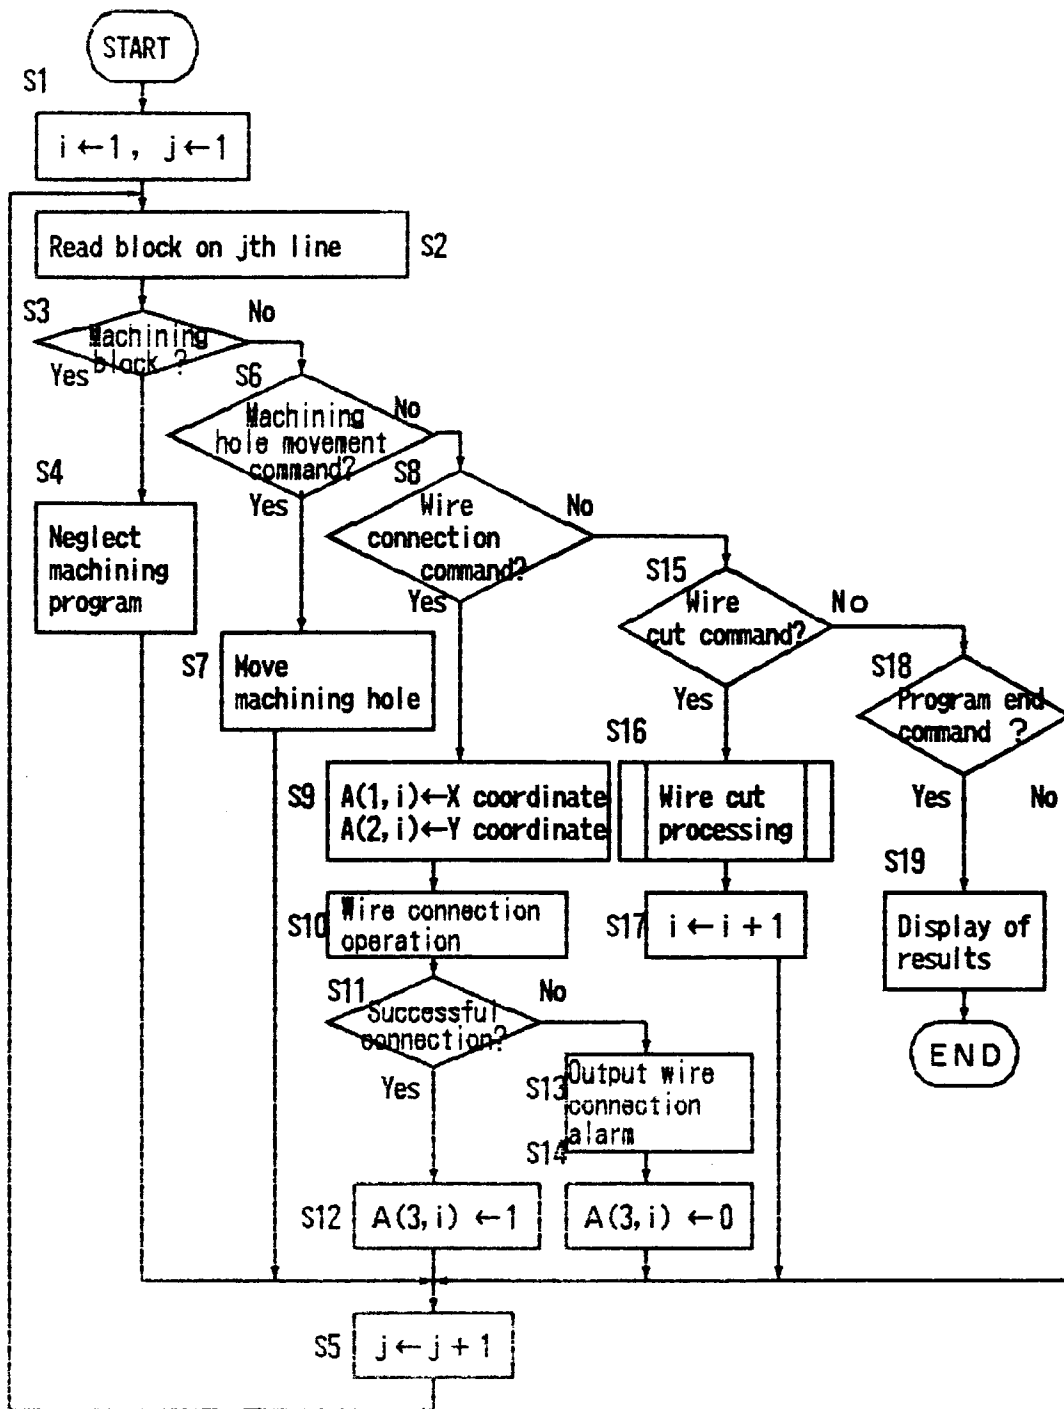 START
S1
i←1, j←1
Read block on jth line
S2
S3
Machining
block ?
No
Yes
S6
Machining
hole movement
command?
No
Yes
S4
Neglect
machining
program
S7
Move
machining hole
S8
Wire
connection
command?
No
Yes
S15
Wire
cut command?
No
Yes
S18
Program end
command ?
Yes
No
S9
A(1,i)←X coordinate
A(2,i)←Y coordinate
S16
Wire cut
processing
S19
Display of
results
S10
Wire connection
operation
S17
i←i+1
END
S11
Successful
connection?
No
Yes
S13
Output wire
connection
alarm
S14
S12
A(3,i) ←1
A(3,i) ←0
S5
j←j+1